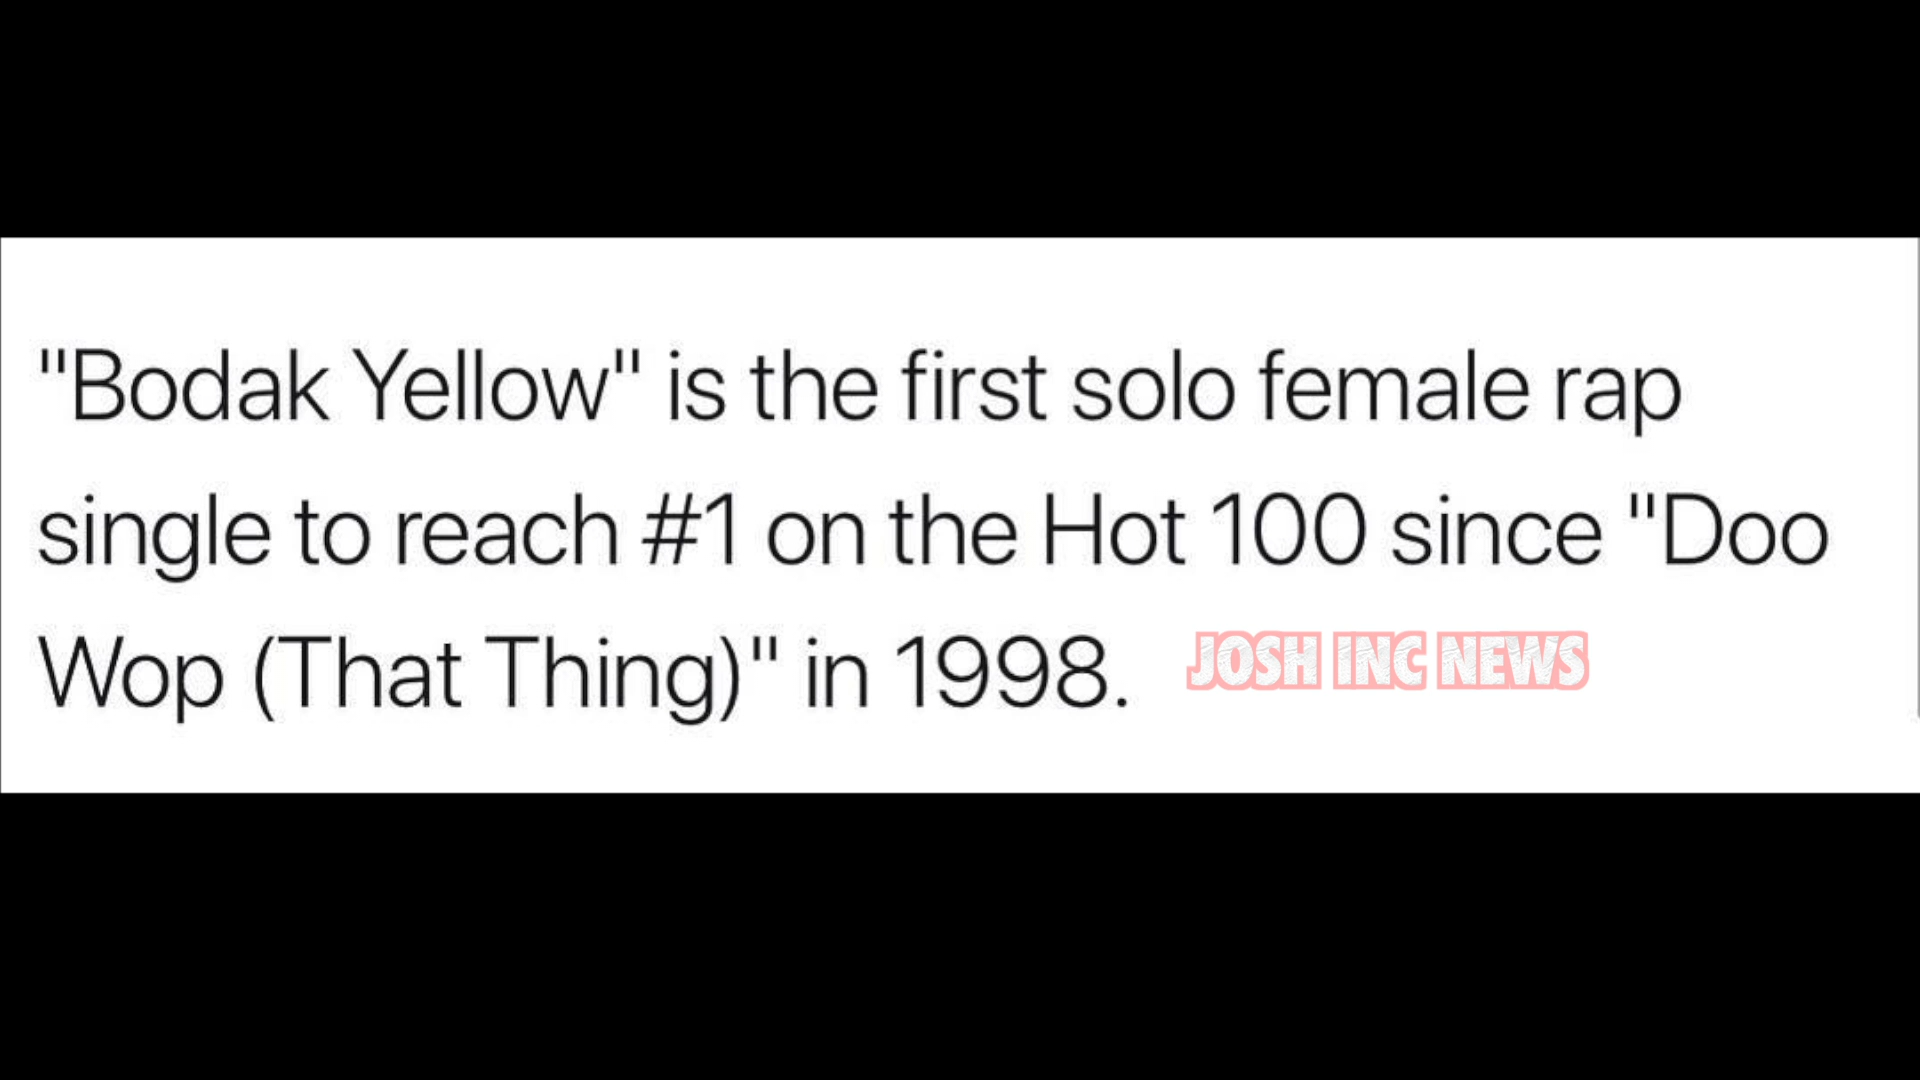 "Bodak Yellow" is the first solo female rap
single to reach #1 on the Hot 100 since "Doo
Wop (That Thing)" in 1998. JOSH INC NEWS